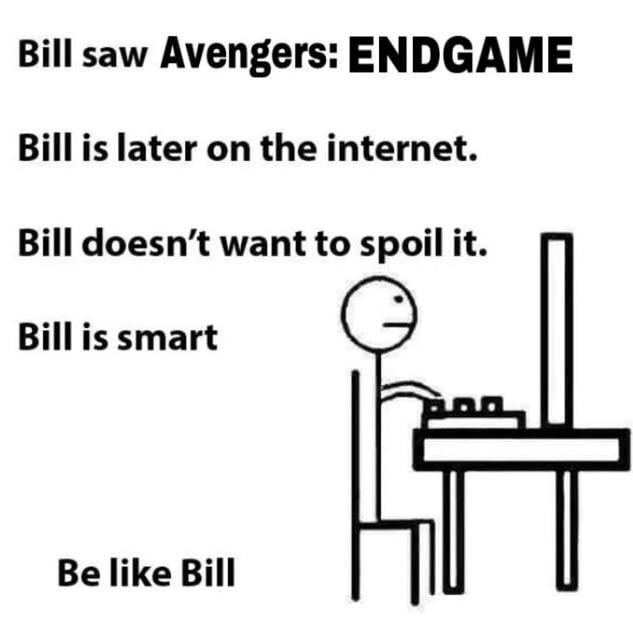 Bill saw Avengers: ENDGAME
Bill is later on the internet.
Bill doesn't want to spoil it.
Bill is smart
Be like Bill